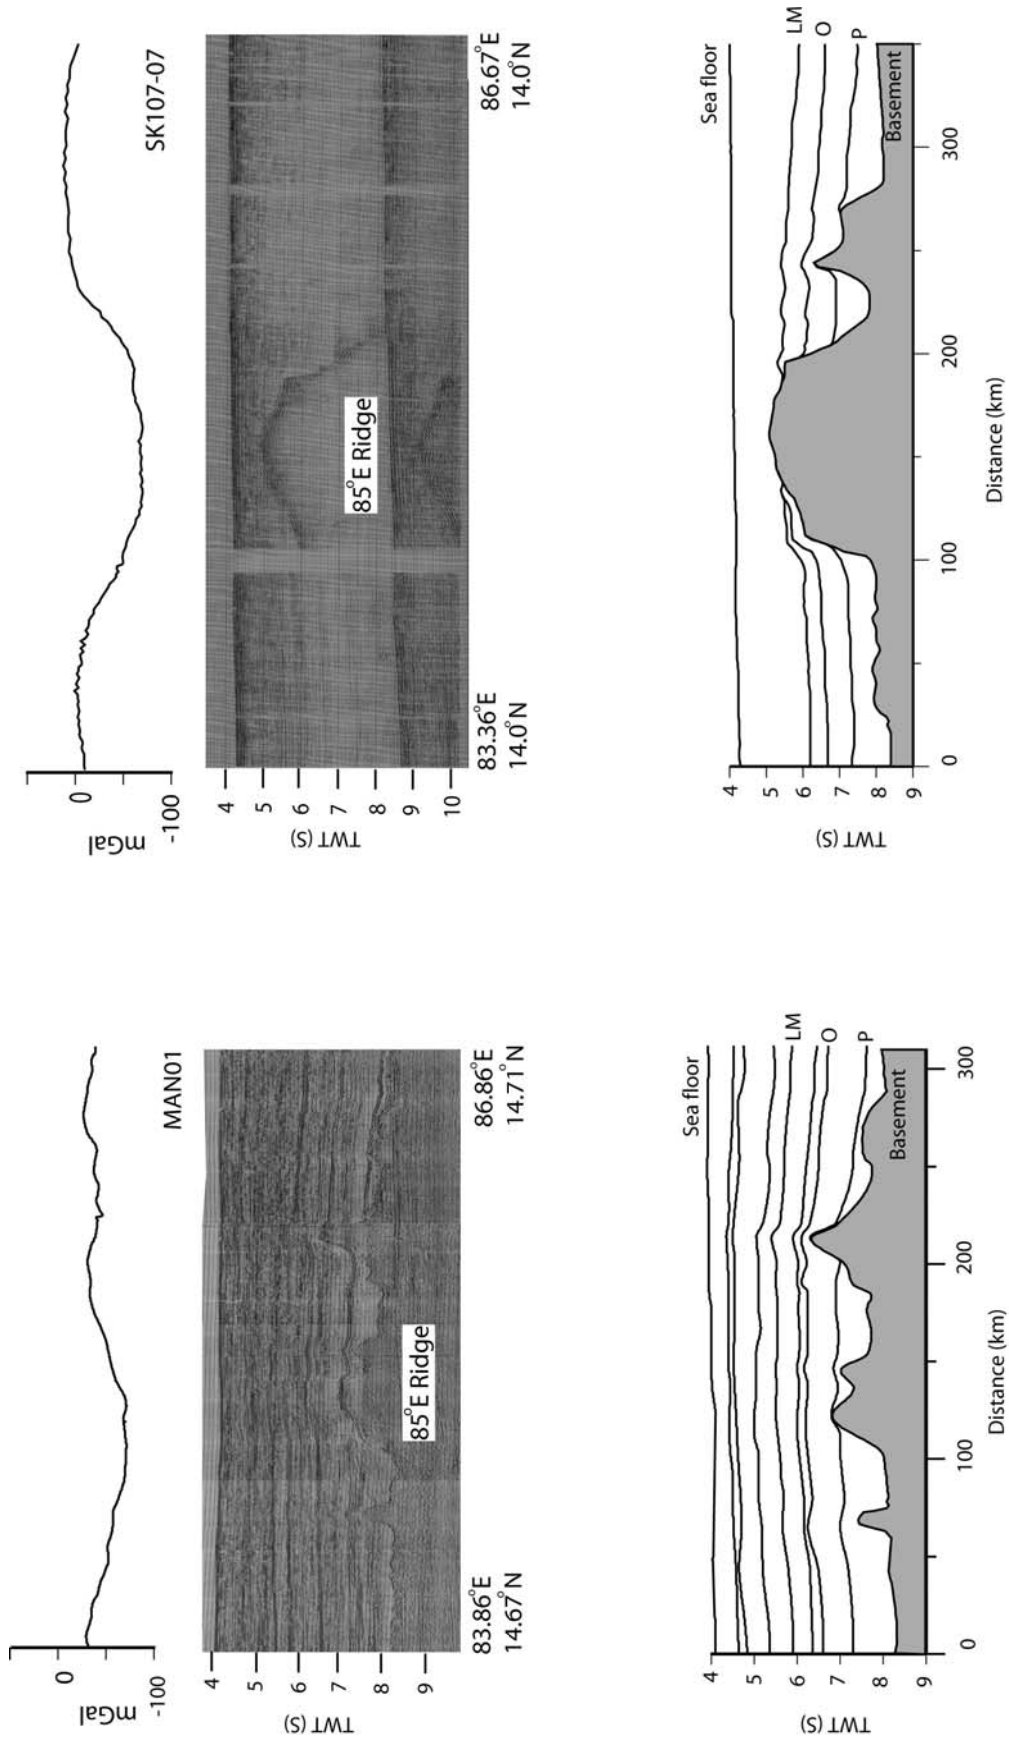 MAN01
0
-100
mGal
4
5
6
7
8
9
TWT (S)
85°E Ridge
83.86°E
14.67°N
86.86°E
14.71°N
Sea floor
LM
O
P
Basement
4
5
6
7
8
9
TWT (S)
0
100
200
300
Distance (km)
SK107-07
0
-100
mGal
4
5
6
7
8
9
10
TWT (S)
85°E Ridge
83.36°E
14.0°N
86.67°E
14.0°N
Sea floor
LM
O
P
Basement
4
5
6
7
8
9
TWT (S)
0
100
200
300
Distance (km)